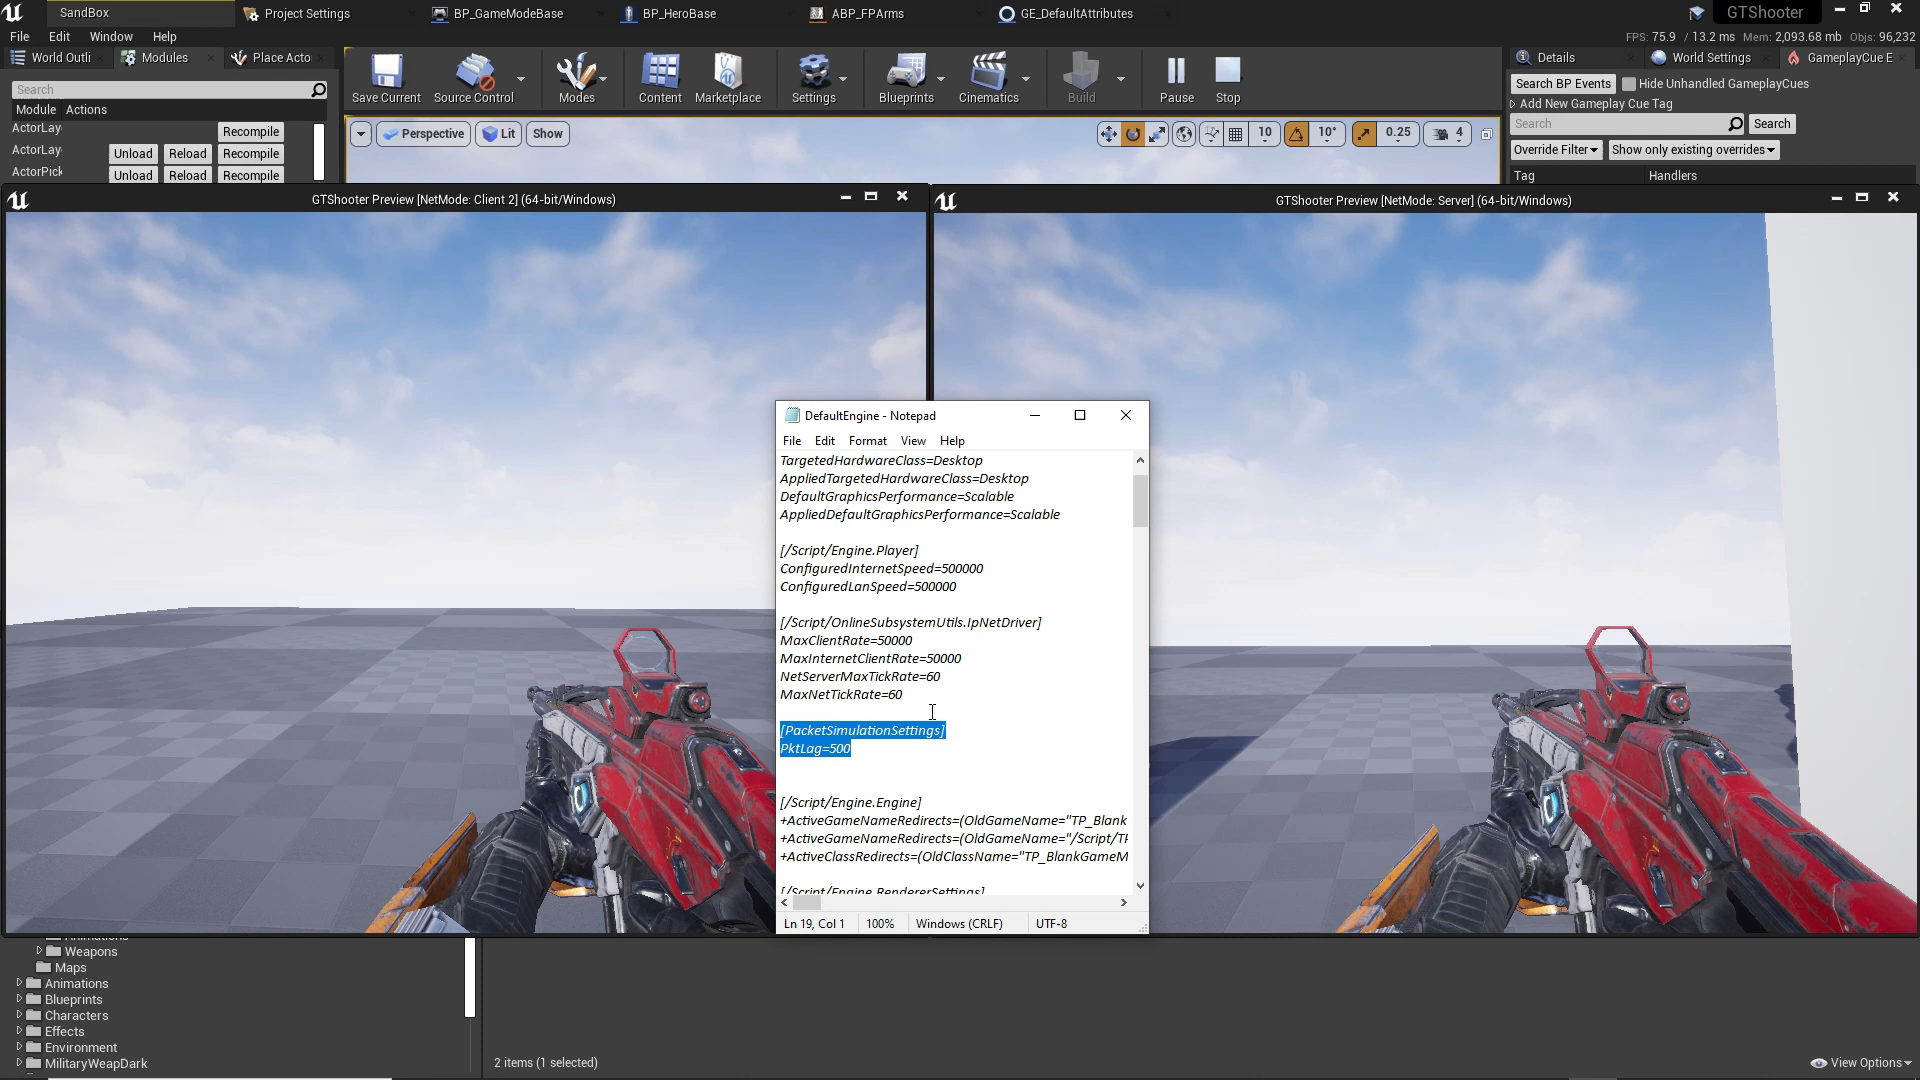 SandBox
Project Settings
BP_GameModeBase
BP_HeroBase
ABP_FPArms
GE_DefaultAttributes
GTShooter
File Edit Window Help
FPS: 75.9 / 13.2 ms Mem: 2,093.68 mb Objs: 96,232
World Outli
Modules
Place Acto
Save Current
Source Control
Modes
Content
Marketplace
Settings
Blueprints
Cinematics
Build
Pause
Stop
Details
World Settings
GameplayCue E
Search
Module Actions
ActorLay
Recompile
ActorLay
Unload Reload Recompile
ActorPick
Unload Reload Recompile
Perspective Lit Show
10
10°
0.25
4
Search BP Events
Hide Unhandled GameplayCues
Add New Gameplay Cue Tag
Search
Search
Override Filter
Show only existing overrides
Tag
Handlers
GTShooter Preview [NetMode: Client 2] (64-bit/Windows)
GTShooter Preview [NetMode: Server] (64-bit/Windows)
DefaultEngine - Notepad
File Edit Format View Help
TargetedHardwareClass=Desktop
AppliedTargetedHardwareClass=Desktop
DefaultGraphicsPerformance=Scalable
AppliedDefaultGraphicsPerformance=Scalable
[/Script/Engine.Player]
ConfiguredInternetSpeed=500000
ConfiguredLanSpeed=500000
[/Script/OnlineSubsystemUtils.IpNetDriver]
MaxClientRate=50000
MaxInternetClientRate=50000
NetServerMaxTickRate=60
MaxNetTickRate=60
[PacketSimulationSettings]
PktLag=500
[/Script/Engine.Engine]
+ActiveGameNameRedirects=(OldGameName="TP_Blank
+ActiveGameNameRedirects=(OldGameName="/Script/TP
+ActiveClassRedirects=(OldClassName="TP_BlankGameM
[/Script/Engine.RendererSettings]
Ln 19, Col 1
100%
Windows (CRLF)
UTF-8
Animations
Weapons
Maps
Animations
Blueprints
Characters
Effects
Environment
MilitaryWeapDark
2 items (1 selected)
View Options